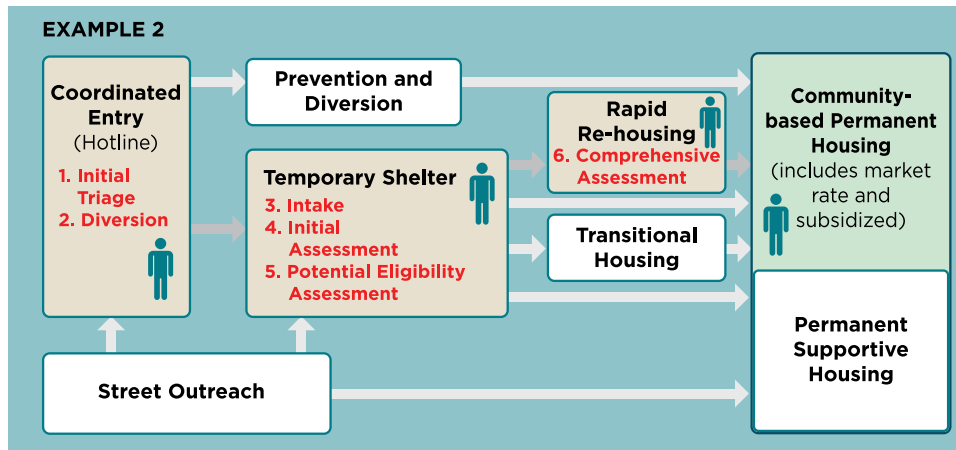 EXAMPLE 2
Coordinated
Entry
(Hotline)
1. Initial
Triage
2. Diversion
Prevention and
Diversion
Temporary Shelter
3. Intake
4. Initial
Assessment
5. Potential Eligibility
Assessment
Rapid
Re-housing
6. Comprehensive
Assessment
Transitional
Housing
Community-
based Permanent
Housing
(includes market
rate and
subsidized)
Permanent
Supportive
Housing
Street Outreach